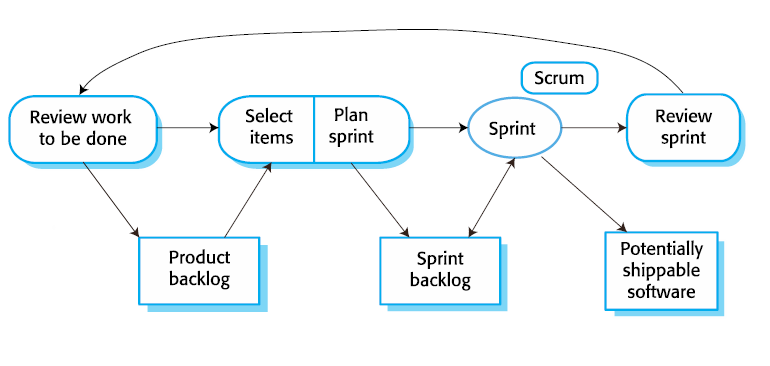 Scrum
Review work
to be done
Select
items
Plan
sprint
Sprint
Review
sprint
Product
backlog
Sprint
backlog
Potentially
shippable
software